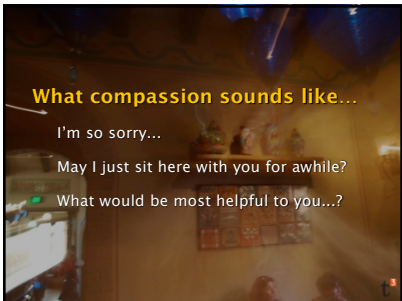 What compassion sounds like...
I'm so sorry...
May I just sit here with you for awhile?
What would be most helpful to you...?
t3